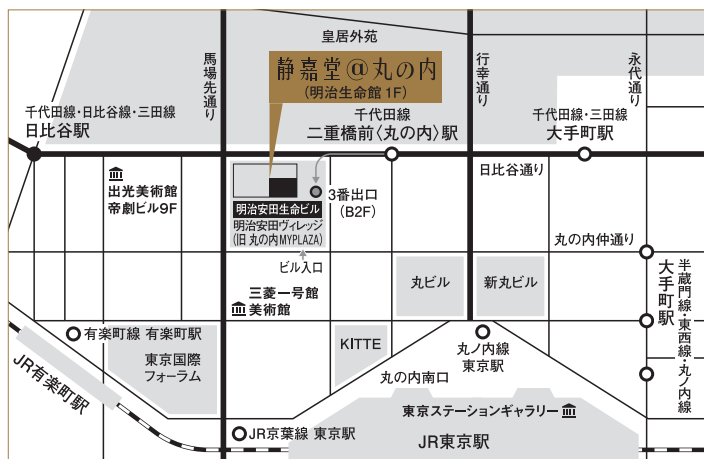 皇居外苑
馬場先通り
行幸通り
永代通り
静嘉堂@丸の内
(明治生命館 1F)
千代田線・日比谷線・三田線
日比谷駅
千代田線
二重橋前〈丸の内〉駅
千代田線・三田線
大手町駅
日比谷通り
出光美術館
帝劇ビル9F
3番出口
(B2F)
明治安田生命ビル
明治安田ヴィレッジ
(旧 丸の内MYPLAZA)
丸の内仲通り
ビル入口
丸ビル
新丸ビル
大手町駅
半蔵門線・東西線・丸ノ内線
三菱一号館
美術館
有楽町線 有楽町駅
東京国際
フォーラム
KITTE
丸ノ内線
東京駅
JR有楽町駅
丸の内南口
東京ステーションギャラリー
JR京葉線 東京駅
JR東京駅